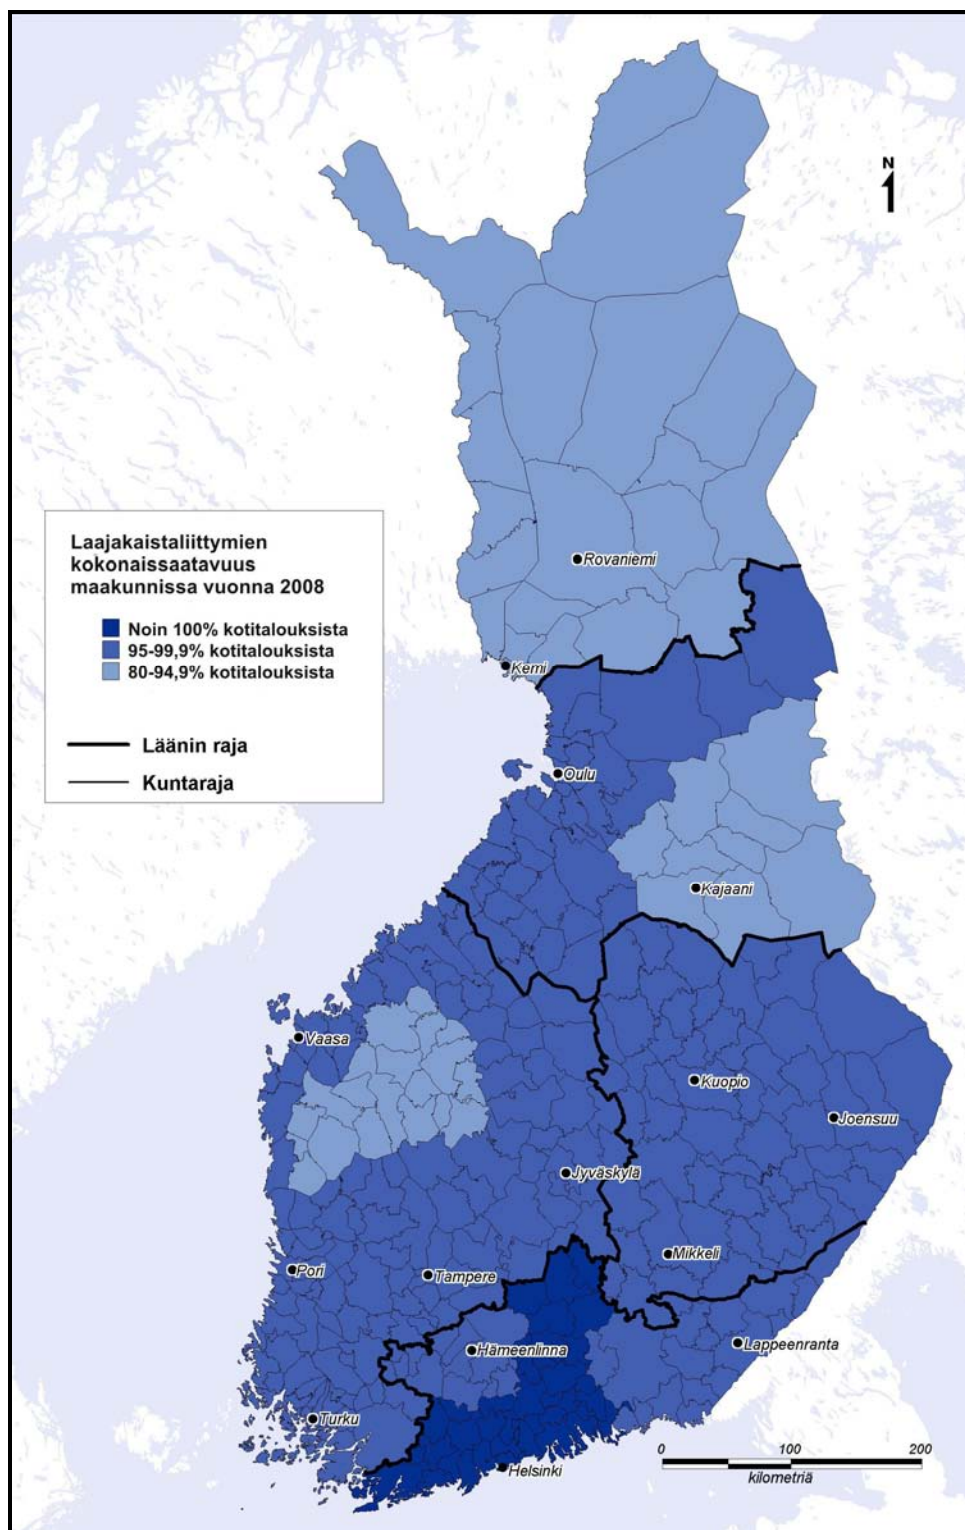 N
Laajakaistaliittymien
kokonaissaatavuus
maakunnissa vuonna 2008
Noin 100% kotitalouksista
95-99,9% kotitalouksista
80-94,9% kotitalouksista
Läänin raja
Kuntaraja
Rovaniemi
Kemi
Oulu
Kajaani
Vaasa
Kuopio
Joensuu
Jyväskylä
Mikkeli
Pori
Tampere
Lappeenranta
Hämeenlinna
Turku
Helsinki
0 100 200
kilometriä